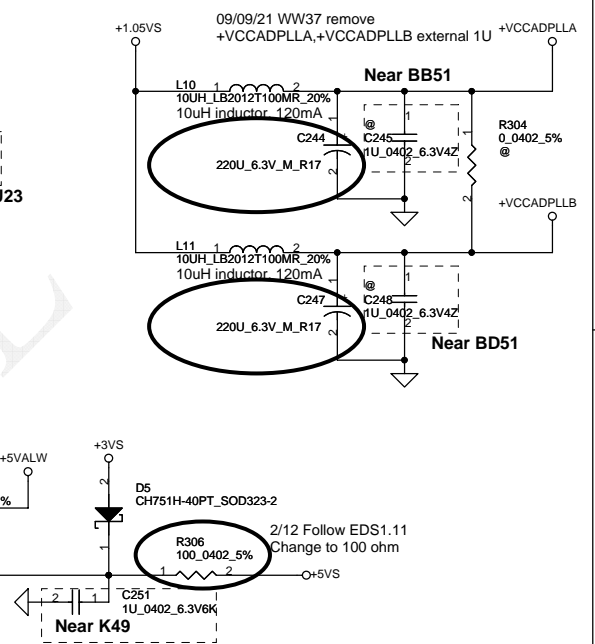 09/09/21 WW37 remove
+VCCADPLLA,+VCCADPLLB external 1U
+1.05VS
+VCCADPLLA
Near BB51
L10
1
2
10UH_LB2012T100MR_20%
10uH inductor, 120mA
C244
1
+
2
220U_6.3V_M_R17
@
C245
1
2
1U_0402_6.3V4Z
R304
0_0402_5%
@
1
2
J23
+VCCADPLLB
L11
1
2
10UH_LB2012T100MR_20%
10uH inductor, 120mA
C247
1
+
2
220U_6.3V_M_R17
@
C248
1
2
1U_0402_6.3V4Z
Near BD51
+5VALW
%
+3VS
2
1
D5
CH751H-40PT_SOD323-2
R306
100_0402_5%
1
2
2/12 Follow EDS1.11
Change to 100 ohm
+5VS
2
1
C251
1U_0402_6.3V6K
Near K49